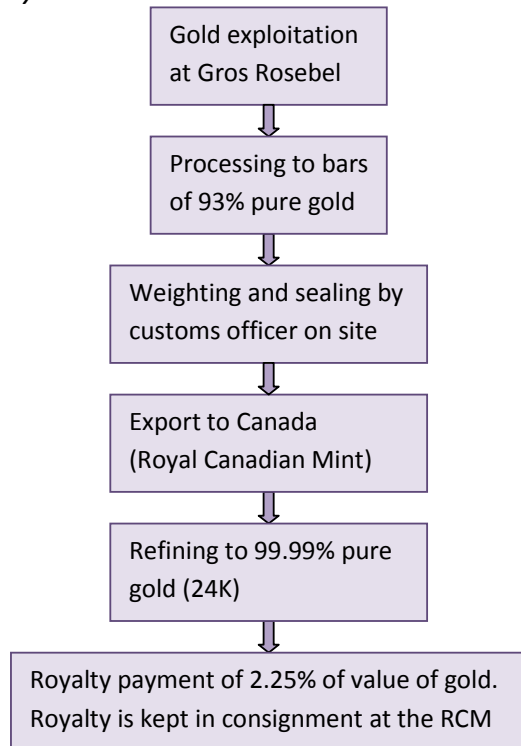 Gold exploitation
at Gros Rosebel
Processing to bars
of 93% pure gold
Weighting and sealing by
customs officer on site
Export to Canada
(Royal Canadian Mint)
Refining to 99.99% pure
gold (24K)
Royalty payment of 2.25% of value of gold.
Royalty is kept in consignment at the RCM